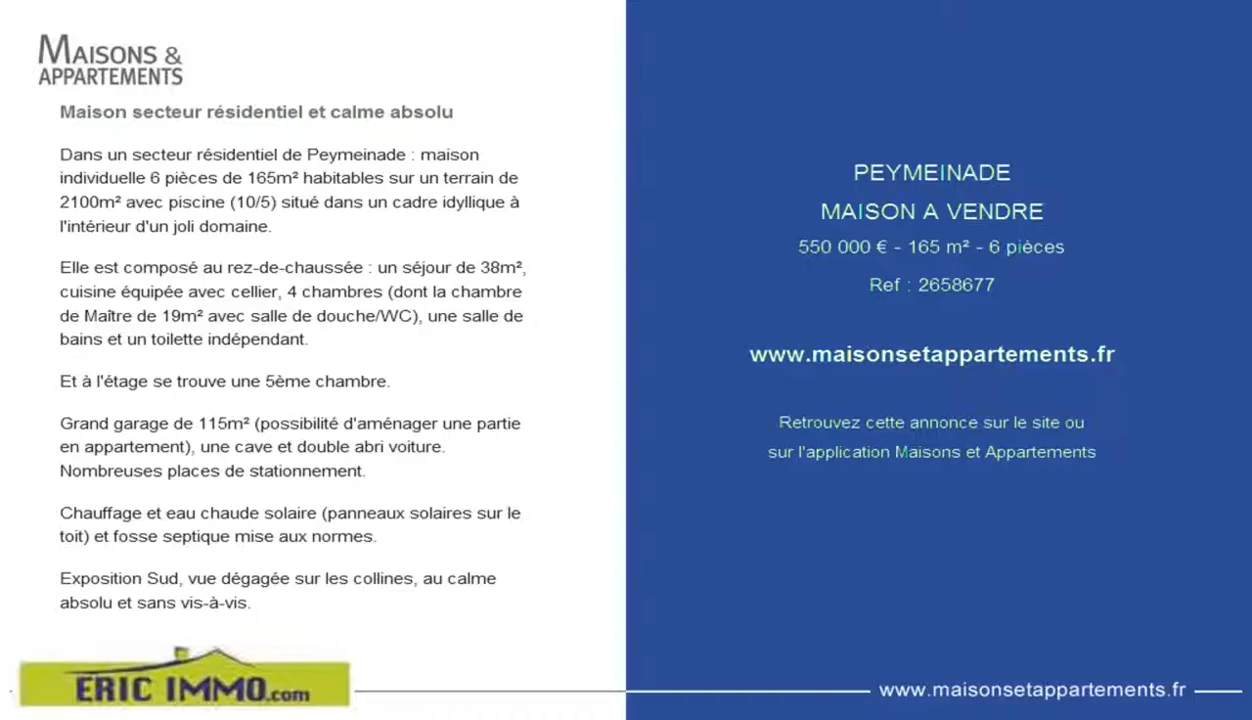 MAISONS &
APPARTEMENTS
Maison secteur résidentiel et calme absolu
Dans un secteur résidentiel de Peymeinade : maison
individuelle 6 pièces de 165m² habitables sur un terrain de
2100m² avec piscine (10/5) situé dans un cadre idyllique à
l'intérieur d'un joli domaine.
Elle est composé au rez-de-chaussée : un séjour de 38m²,
cuisine équipée avec cellier, 4 chambres (dont la chambre
de Maître de 19m² avec salle de douche/WC), une salle de
bains et un toilette indépendant.
Et à l'étage se trouve une 5ème chambre.
Grand garage de 115m² (possibilité d'aménager une partie
en appartement), une cave et double abri voiture.
Nombreuses places de stationnement.
Chauffage et eau chaude solaire (panneaux solaires sur le
toit) et fosse septique mise aux normes.
Exposition Sud, vue dégagée sur les collines, au calme
absolu et sans vis-à-vis.
ERIC IMMO.com
PEYMEINADE
MAISON A VENDRE
550 000 € - 165 m² - 6 pièces
Ref : 2658677
www.maisonsetappartements.fr
Retrouvez cette annonce sur le site ou
sur l'application Maisons et Appartements
www.maisonsetappartements.fr